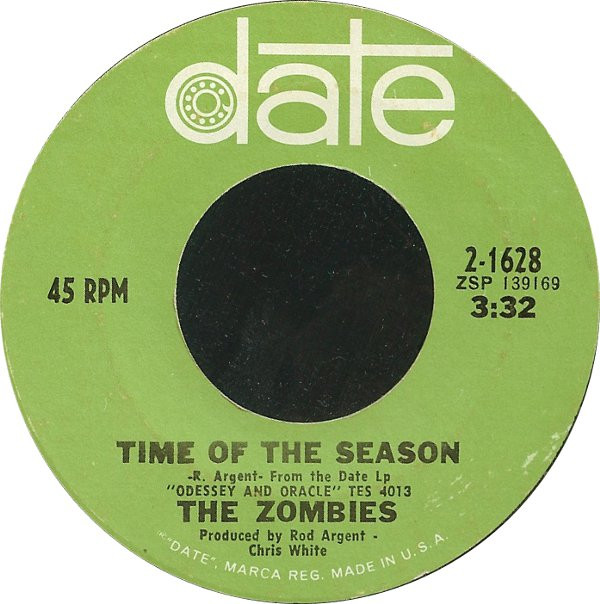 date
45 RPM
2-1628
ZSP 139169
3:32
TIME OF THE SEASON
-R. Argent- From the Date Lp
"ODESSEY AND ORACLE" TES 4013
THE ZOMBIES
Produced by Rod Argent -
Chris White
"DATE", MARCA REG. MADE IN U.S.A.